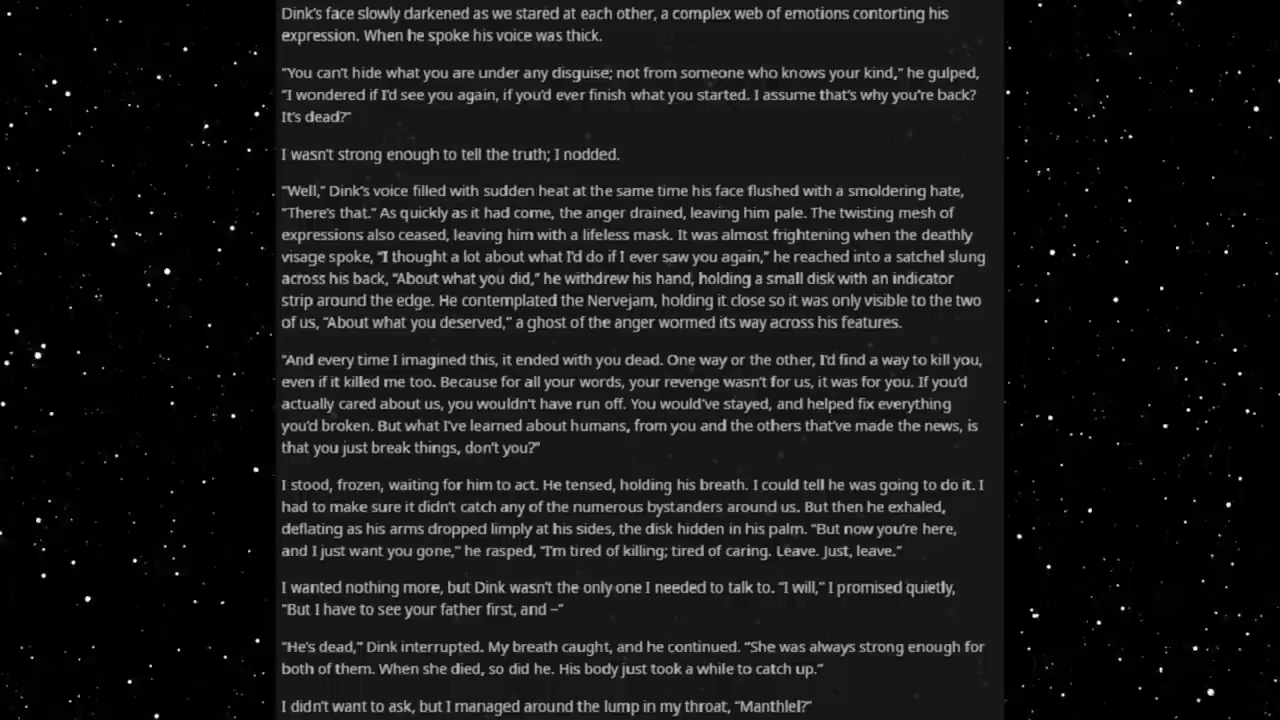 Dink’s face slowly darkened as we stared at each other, a complex web of emotions contorting his
expression. When he spoke his voice was thick.
“You can’t hide what you are under any disguise; not from someone who knows your kind,” he gulped,
“I wondered if I’d see you again, if you’d ever finish what you started. I assume that’s why you’re back?
It’s dead?”
I wasn’t strong enough to tell the truth; I nodded.
“Well,” Dink’s voice filled with sudden heat at the same time his face flushed with a smoldering hate,
“There’s that.” As quickly as it had come, the anger drained, leaving him pale. The twisting mesh of
expressions also ceased, leaving him with a lifeless mask. It was almost frightening when the deathly
visage spoke, “I thought a lot about what I’d do if I ever saw you again,” he reached into a satchel slung
across his back, “About what you did,” he withdrew his hand, holding a small disk with an indicator
strip around the edge. He contemplated the Nervejam, holding it close so it was only visible to the two
of us, “About what you deserved,” a ghost of the anger wormed its way across his features.
“And every time I imagined this, it ended with you dead. One way or the other, I’d find a way to kill you,
even if it killed me too. Because for all your words, your revenge wasn’t for us, it was for you. If you’d
actually cared about us, you wouldn’t have run off. You would’ve stayed, and helped fix everything
you’d broken. But what I’ve learned about humans, from you and the others that’ve made the news, is
that you just break things, don’t you?”
I stood, frozen, waiting for him to act. He tensed, holding his breath. I could tell he was going to do it. I
had to make sure it didn’t catch any of the numerous bystanders around us. But then he exhaled,
deflating as his arms dropped limply at his sides, the disk hidden in his palm. “But now you’re here,
and I just want you gone,” he rasped, “I’m tired of killing; tired of caring. Leave. Just, leave.”
I wanted nothing more, but Dink wasn’t the only one I needed to talk to. “I will,” I promised quietly,
“But I have to see your father first, and –”
“He’s dead,” Dink interrupted. My breath caught, and he continued. “She was always strong enough for
both of them. When she died, so did he. His body just took a while to catch up.”
I didn’t want to ask, but I managed around the lump in my throat, “Manthlel?”